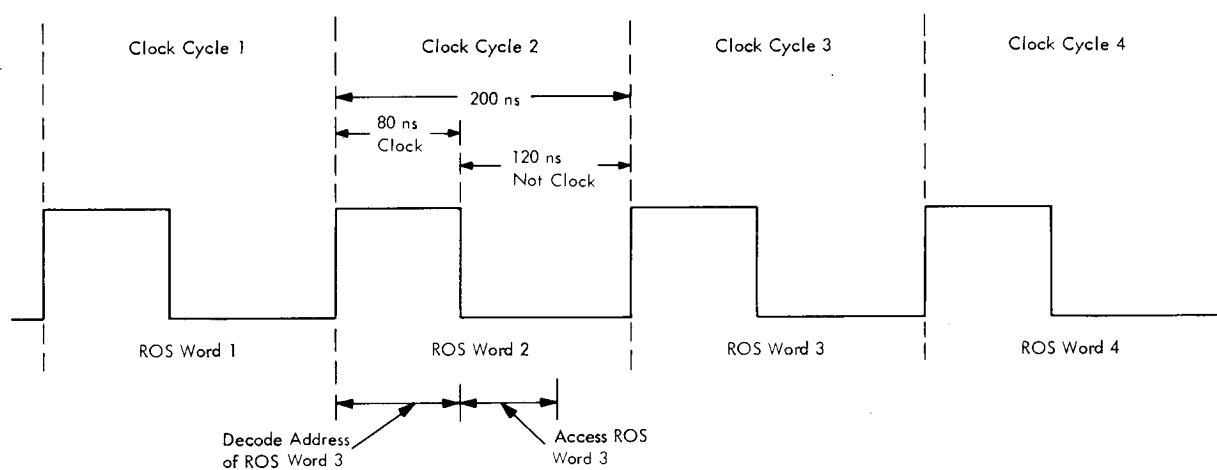 Clock Cycle 1
Clock Cycle 2
Clock Cycle 3
Clock Cycle 4
200 ns
80 ns
Clock
120 ns
Not Clock
ROS Word 1
ROS Word 2
ROS Word 3
ROS Word 4
Decode Address
of ROS Word 3
Access ROS
Word 3